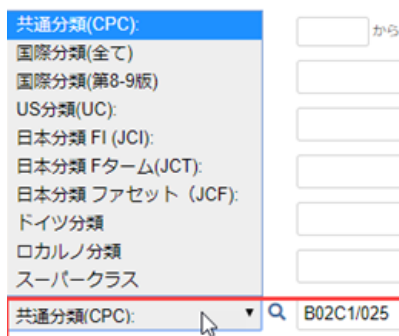 共通分類(CPC):
から
国際分類(全て)
国際分類(第8-9版)
US分類(UC):
日本分類 FI (JCI):
日本分類 Fターム(JCT):
日本分類 ファセット（JCF):
ドイツ分類
ロカルノ分類
スーパークラス
共通分類(CPC): B02C1/025